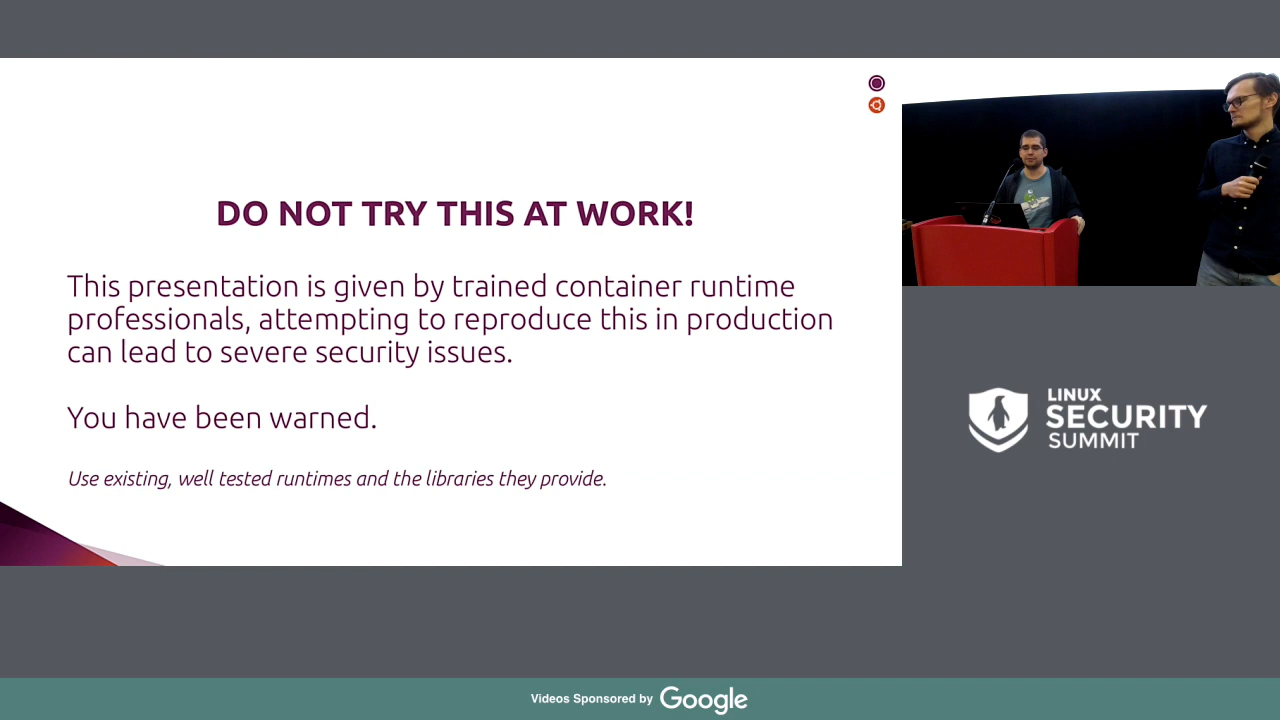 DO NOT TRY THIS AT WORK!
This presentation is given by trained container runtime
professionals, attempting to reproduce this in production
can lead to severe security issues.
You have been warned.
Use existing, well tested runtimes and the libraries they provide.
LINUX
SECURITY
SUMMIT
Videos Sponsored by Google